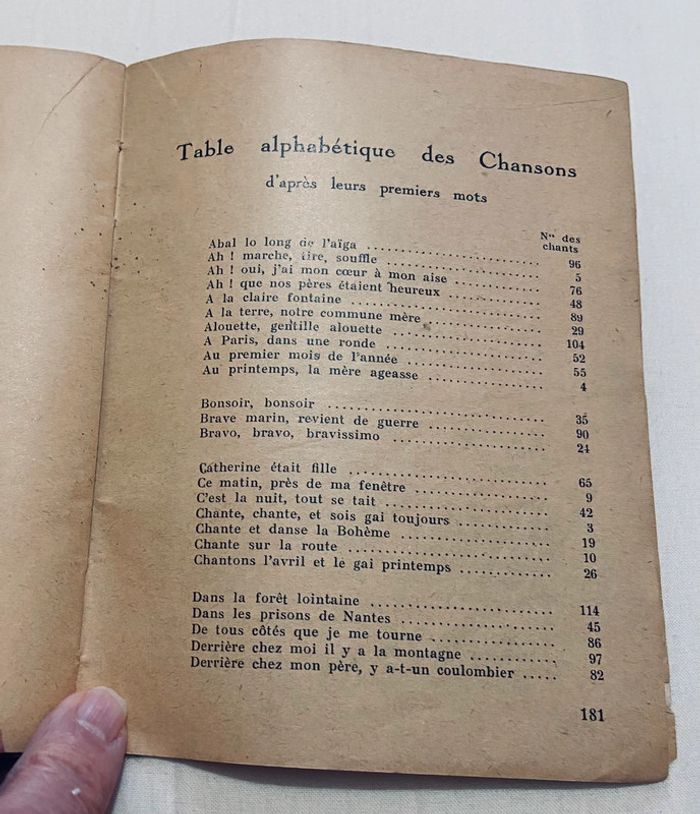 Table alphabétique des Chansons
d'après leurs premiers mots
Nos des
chants
Abal lo long de l'aïga ........ 96
Ah ! marche, tire, souffle ........ 5
Ah ! oui, j'ai mon cœur à mon aise ........ 76
Ah ! que nos pères étaient heureux ........ 48
A la claire fontaine ........ 89
A la terre, notre commune mère ........ 29
Alouette, gentille alouette ........ 104
A Paris, dans une ronde ........ 52
Au premier mois de l'année ........ 55
Au printemps, la mère ageasse ........ 4
Bonsoir, bonsoir ........ 35
Brave marin, revient de guerre ........ 90
Bravo, bravo, bravissimo ........ 24
Catherine était fille ........ 65
Ce matin, près de ma fenêtre ........ 9
C'est la nuit, tout se tait ........ 42
Chante, chante, et sois gai toujours ........ 3
Chante et danse la Bohème ........ 19
Chante sur la route ........ 10
Chantons l'avril et le gai printemps ........ 26
Dans la forêt lointaine ........ 114
Dans les prisons de Nantes ........ 45
De tous côtés que je me tourne ........ 86
Derrière chez moi il y a la montagne ........ 97
Derrière chez mon père, y a-t-un coulombier ..... 82
181